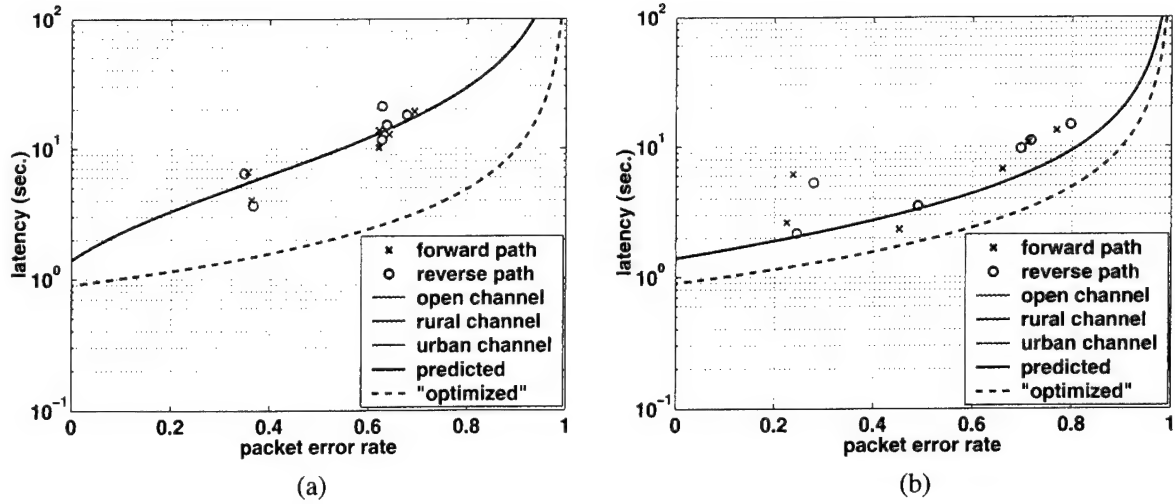 10^2
10^1
10^0
10^-1
latency (sec.)
0
0.2
0.4
0.6
0.8
1
packet error rate
forward path
reverse path
open channel
rural channel
urban channel
predicted
"optimized"
(a)
10^2
10^1
10^0
10^-1
latency (sec.)
0
0.2
0.4
0.6
0.8
1
packet error rate
forward path
reverse path
open channel
rural channel
urban channel
predicted
"optimized"
(b)